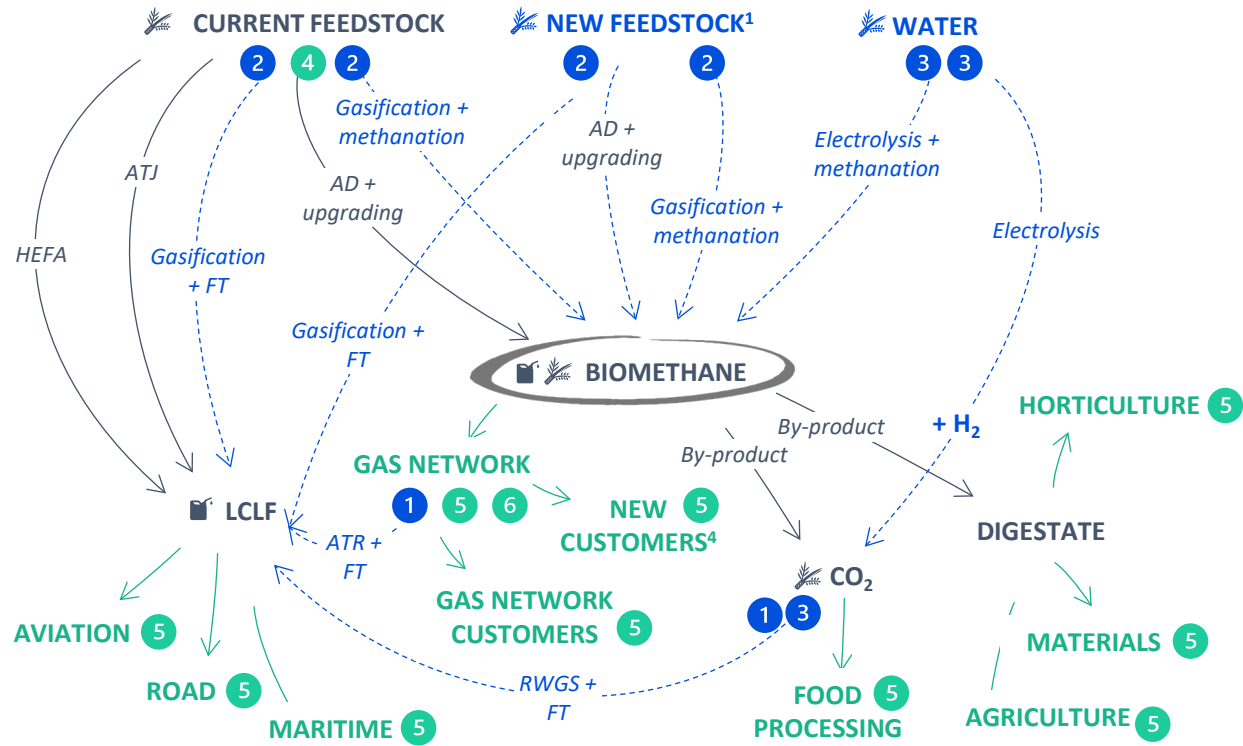 CURRENT FEEDSTOCK
NEW FEEDSTOCK¹
WATER
2 4 2
2 2
3 3
Gasification +
methanation
AD +
upgrading
Electrolysis +
methanation
ATJ
AD +
upgrading
Gasification +
methanation
Electrolysis
HEFA
Gasification
+ FT
Gasification +
FT
BIOMETHANE
HORTICULTURE 5
By-product
+ H₂
By-product
GAS NETWORK
1 5 6
LCLF
NEW 5
CUSTOMERS⁴
DIGESTATE
ATR +
FT
CO₂
1 3
GAS NETWORK
CUSTOMERS 5
AVIATION 5
MATERIALS 5
ROAD 5
RWGS +
FT
FOOD 5
PROCESSING
MARITIME 5
AGRICULTURE 5